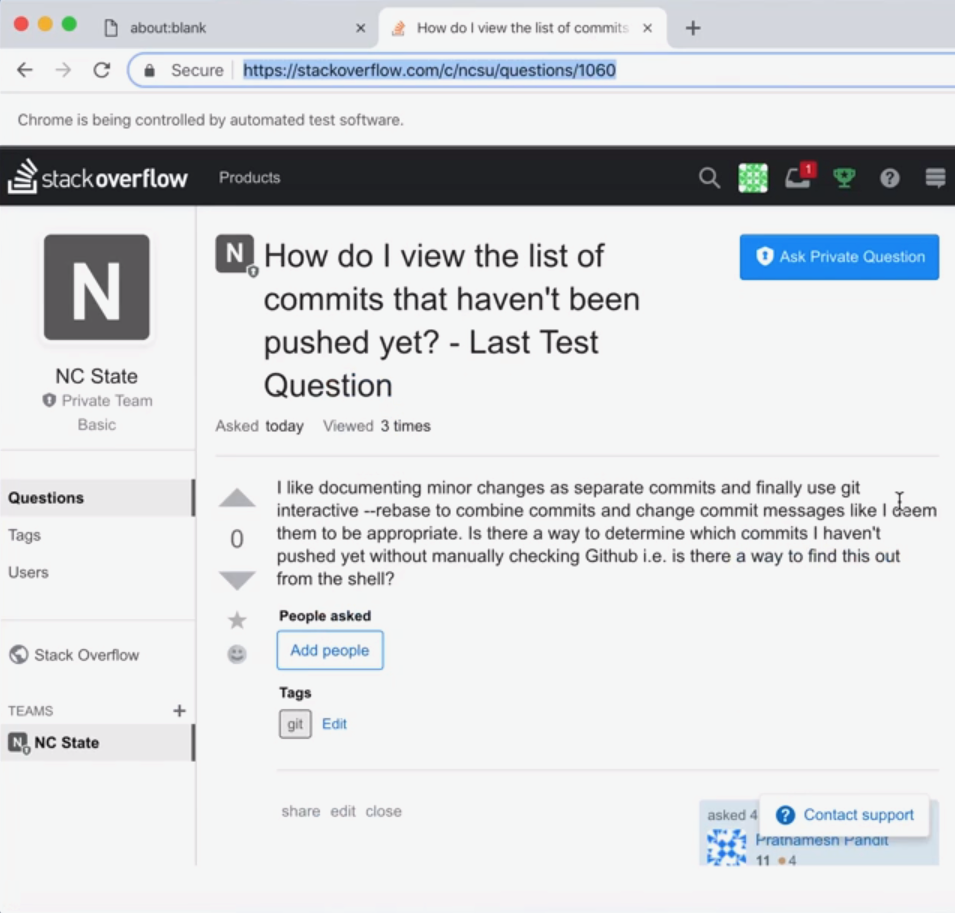 about:blank
How do I view the list of commits
Secure https://stackoverflow.com/c/ncsu/questions/1060
Chrome is being controlled by automated test software.
stackoverflow Products 1
N
NC State
Private Team
Basic
Questions
Tags
Users
Stack Overflow
TEAMS +
N NC State
N How do I view the list of
commits that haven't been
pushed yet? - Last Test
Question
Ask Private Question
Asked today Viewed 3 times
I like documenting minor changes as separate commits and finally use git
interactive --rebase to combine commits and change commit messages like I deem
them to be appropriate. Is there a way to determine which commits I haven't
pushed yet without manually checking Github i.e. is there a way to find this out
from the shell?
0
People asked
Add people
Tags
git Edit
share edit close
asked 4
? Contact support
Prathamesh Pandit
11 4